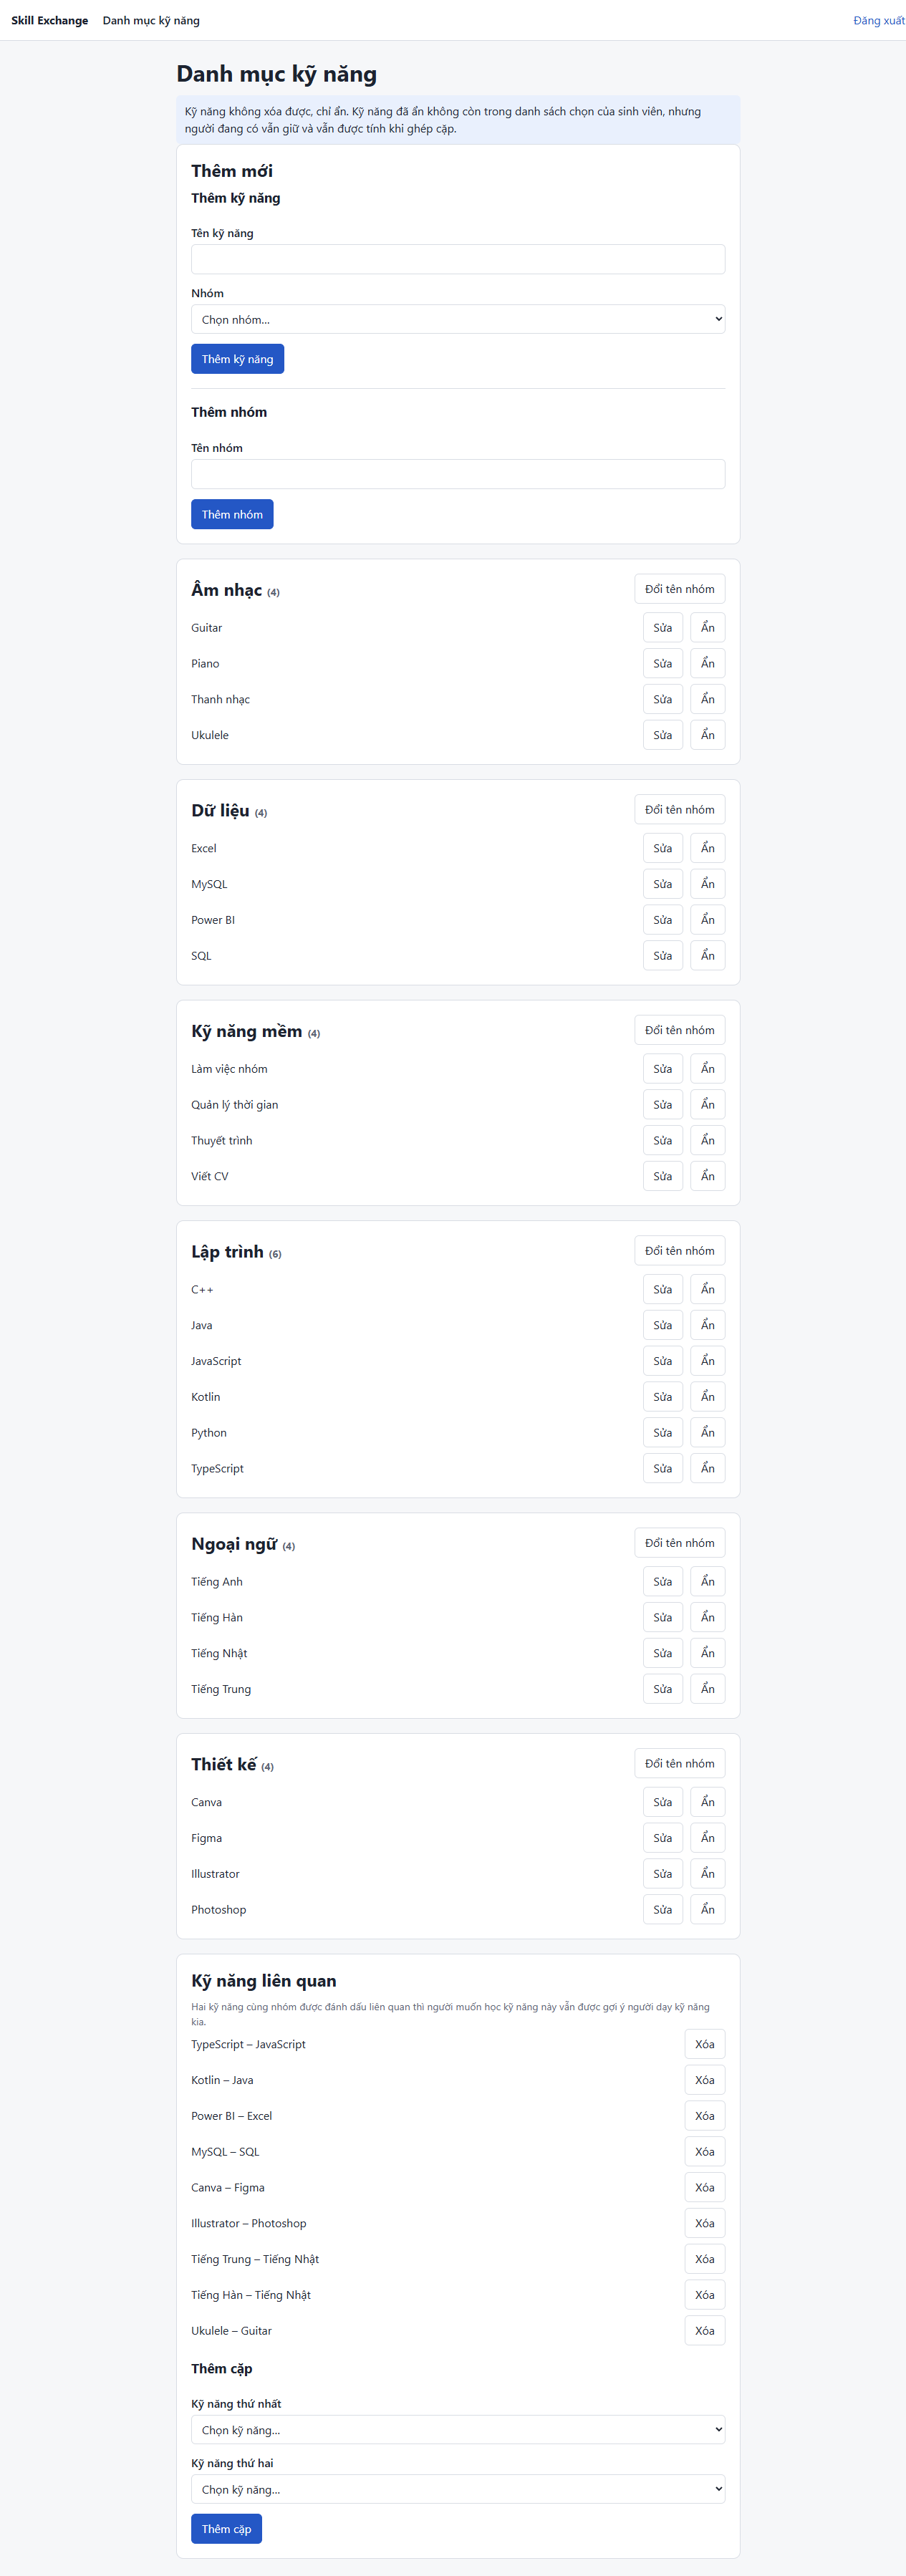 Skill Exchange Danh mục kỹ năng Đăng xuất
Danh mục kỹ năng
Kỹ năng không xóa được, chỉ ẩn. Kỹ năng đã ẩn không còn trong danh sách chọn của sinh viên, nhưng
người đang có vẫn giữ và vẫn được tính khi ghép cặp.
Thêm mới
Thêm kỹ năng
Tên kỹ năng
Nhóm
Chọn nhóm...
Thêm kỹ năng
Thêm nhóm
Tên nhóm
Thêm nhóm
Âm nhạc (4) Đổi tên nhóm
Guitar Sửa Ẩn
Piano Sửa Ẩn
Thanh nhạc Sửa Ẩn
Ukulele Sửa Ẩn
Dữ liệu (4) Đổi tên nhóm
Excel Sửa Ẩn
MySQL Sửa Ẩn
Power BI Sửa Ẩn
SQL Sửa Ẩn
Kỹ năng mềm (4) Đổi tên nhóm
Làm việc nhóm Sửa Ẩn
Quản lý thời gian Sửa Ẩn
Thuyết trình Sửa Ẩn
Viết CV Sửa Ẩn
Lập trình (6) Đổi tên nhóm
C++ Sửa Ẩn
Java Sửa Ẩn
JavaScript Sửa Ẩn
Kotlin Sửa Ẩn
Python Sửa Ẩn
TypeScript Sửa Ẩn
Ngoại ngữ (4) Đổi tên nhóm
Tiếng Anh Sửa Ẩn
Tiếng Hàn Sửa Ẩn
Tiếng Nhật Sửa Ẩn
Tiếng Trung Sửa Ẩn
Thiết kế (4) Đổi tên nhóm
Canva Sửa Ẩn
Figma Sửa Ẩn
Illustrator Sửa Ẩn
Photoshop Sửa Ẩn
Kỹ năng liên quan
Hai kỹ năng cùng nhóm được đánh dấu liên quan thì người muốn học kỹ năng này vẫn được gợi ý người dạy kỹ năng
kia.
TypeScript – JavaScript Xóa
Kotlin – Java Xóa
Power BI – Excel Xóa
MySQL – SQL Xóa
Canva – Figma Xóa
Illustrator – Photoshop Xóa
Tiếng Trung – Tiếng Nhật Xóa
Tiếng Hàn – Tiếng Nhật Xóa
Ukulele – Guitar Xóa
Thêm cặp
Kỹ năng thứ nhất
Chọn kỹ năng...
Kỹ năng thứ hai
Chọn kỹ năng...
Thêm cặp